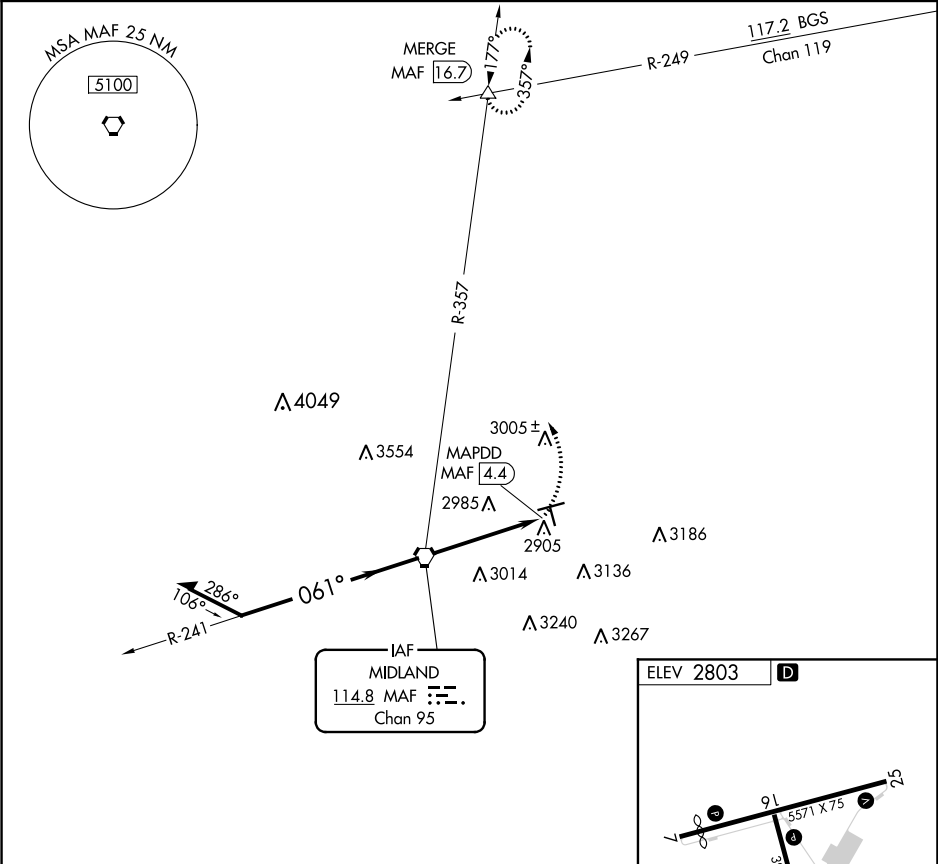 MSA MAF 25 NM
5100
MERGE
MAF 16.7
177°
357°
R-249
117.2 BGS
Chan 119
R-357
4049
3554
3005 ±
MAPDD
MAF 4.4
2985
2905
3186
3014
3136
3240
3267
286°
106°
061°
R-241
IAF
MIDLAND
114.8 MAF
Chan 95
ELEV 2803
D
25
16
5571 X 75
V
P
7
P
3